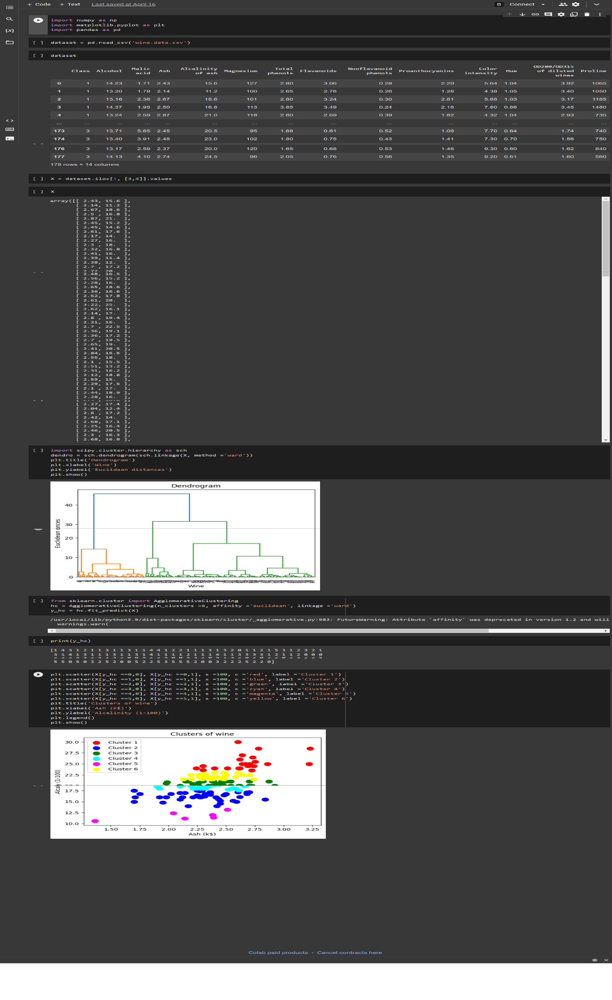 + Code + Text Last saved at April 16 B Connect
{x}
import numpy as np
import matplotlib.pyplot as plt
import pandas as pd
[ ] dataset = pd.read_csv('wine.data.csv')
[ ] dataset
Class Alcohol Malic acid Ash Alcalinity of ash Magnesium Total phenols Flavanoids Nonflavanoid phenols Proanthocyanins Color intensity Hue OD280/OD315 of diluted wines Proline
0 1 14.23 1.71 2.43 15.6 127 2.80 3.06 0.28 2.29 5.64 1.04 3.92 1065
1 1 13.20 1.78 2.14 11.2 100 2.65 2.76 0.26 1.28 4.38 1.05 3.40 1050
2 1 13.16 2.36 2.67 18.6 101 2.80 3.24 0.30 2.81 5.68 1.03 3.17 1185
3 1 14.37 1.95 2.50 16.8 113 3.85 3.49 0.24 2.18 7.80 0.86 3.45 1480
4 1 13.24 2.59 2.87 21.0 118 2.80 2.69 0.39 1.82 4.32 1.04 2.93 735
... ... ... ... ... ... ... ... ... ... ... ... ... ... ...
173 3 13.71 5.65 2.45 20.5 95 1.68 0.61 0.52 1.06 7.70 0.64 1.74 740
174 3 13.40 3.91 2.48 23.0 102 1.80 0.75 0.43 1.41 7.30 0.70 1.56 750
176 3 13.17 2.59 2.37 20.0 120 1.65 0.68 0.53 1.46 9.30 0.60 1.62 840
177 3 14.13 4.10 2.74 24.5 96 2.05 0.76 0.56 1.35 9.20 0.61 1.60 560
178 rows × 14 columns
[ ] X = dataset.iloc[:, [3,4]].values
[ ] X
array([[ 2.43, 15.6 ],
[ 2.14, 11.2 ],
[ 2.67, 18.6 ],
[ 2.5 , 16.8 ],
[ 2.87, 21. ],
[ 2.45, 15.2 ],
[ 2.45, 14.6 ],
[ 2.61, 17.6 ],
[ 2.17, 14. ],
[ 2.27, 16. ],
[ 2.3 , 18. ],
[ 2.32, 16.8 ],
[ 2.41, 16. ],
[ 2.39, 11.4 ],
[ 2.38, 12. ],
[ 2.7 , 17.2 ],
[ 2.72, 20. ],
[ 2.48, 16.5 ],
[ 2.56, 15.2 ],
[ 2.28, 16. ],
[ 2.65, 18.6 ],
[ 2.36, 16.6 ],
[ 2.52, 17.8 ],
[ 2.61, 20. ],
[ 3.22, 25. ],
[ 2.62, 16.1 ],
[ 2.14, 17. ],
[ 2.8 , 19.4 ],
[ 2.21, 16. ],
[ 2.7 , 22.5 ],
[ 2.36, 19.1 ],
[ 2.36, 17.2 ],
[ 2.7 , 19.5 ],
[ 2.65, 19. ],
[ 2.41, 20.5 ],
[ 2.84, 15.5 ],
[ 2.55, 18. ],
[ 2.1 , 15.5 ],
[ 2.51, 13.2 ],
[ 2.31, 16.2 ],
[ 2.12, 18.8 ],
[ 2.59, 15. ],
[ 2.29, 17.5 ],
[ 2.1 , 17. ],
[ 2.44, 18.9 ],
[ 2.28, 16. ],
[ 2.27, 17.4 ],
[ 2.04, 12.4 ],
[ 2.6 , 17.2 ],
[ 2.42, 14. ],
[ 2.68, 17.1 ],
[ 2.25, 16.4 ],
[ 2.46, 20.5 ],
[ 2.3 , 16.3 ],
[ 2.68, 16.8 ],
[ ] import scipy.cluster.hierarchy as sch
dendro = sch.dendrogram(sch.linkage(X, method ='ward'))
plt.title('Dendrogram')
plt.xlabel('Wine')
plt.ylabel('Euclidean distances')
plt.show()
Dendrogram
40
30
20
10
0
Euclidean ances
Wine
[ ] from sklearn.cluster import AgglomerativeClustering
hc = AgglomerativeClustering(n_clusters =6, affinity ='euclidean', linkage ='ward')
y_hc = hc.fit_predict(X)
/usr/local/lib/python3.9/dist-packages/sklearn/cluster/_agglomerative.py:983: FutureWarning: Attribute `affinity` was deprecated in version 1.2 and will
warnings.warn(
[ ] print(y_hc)
[1 4 3 1 2 1 1 3 1 1 3 1 1 4 4 1 2 2 1 1 1 3 1 3 2 0 1 1 2 1 5 3 1 2 3 2 1
3 1 4 1 3 1 1 1 3 1 1 3 1 4 1 1 1 1 2 1 1 1 4 1 1 3 3 3 3 1 2 1 1 2 0 0 0
5 5 0 5 0 3 2 5 2 0 0 5 2 2 5 3 5 5 5 2 0 0 3 2 2 2 5 2 2 0]
plt.scatter(X[y_hc ==0,0], X[y_hc ==0,1], s =100, c ='red', label ='Cluster 1')
plt.scatter(X[y_hc ==1,0], X[y_hc ==1,1], s =100, c ='blue', label ='Cluster 2')
plt.scatter(X[y_hc ==2,0], X[y_hc ==2,1], s =100, c ='green', label ='Cluster 3')
plt.scatter(X[y_hc ==3,0], X[y_hc ==3,1], s =100, c ='cyan', label ='Cluster 4')
plt.scatter(X[y_hc ==4,0], X[y_hc ==4,1], s =100, c ='magenta', label ='Cluster 5')
plt.scatter(X[y_hc ==5,0], X[y_hc ==5,1], s =100, c ='yellow', label ='Cluster 6')
plt.title('Clusters of wine')
plt.xlabel('Ash (k$)')
plt.ylabel('Alcalinity (1-100)')
plt.legend()
plt.show()
Clusters of wine
Cluster 1
Cluster 2
Cluster 3
Cluster 4
Cluster 5
Cluster 6
30.0
27.5
25.0
22.5
20.0
17.5
15.0
12.5
10.0
Alcaly (1-100)
1.50 1.75 2.00 2.25 2.50 2.75 3.00 3.25
Ash (k$)
Colab paid products - Cancel contracts here